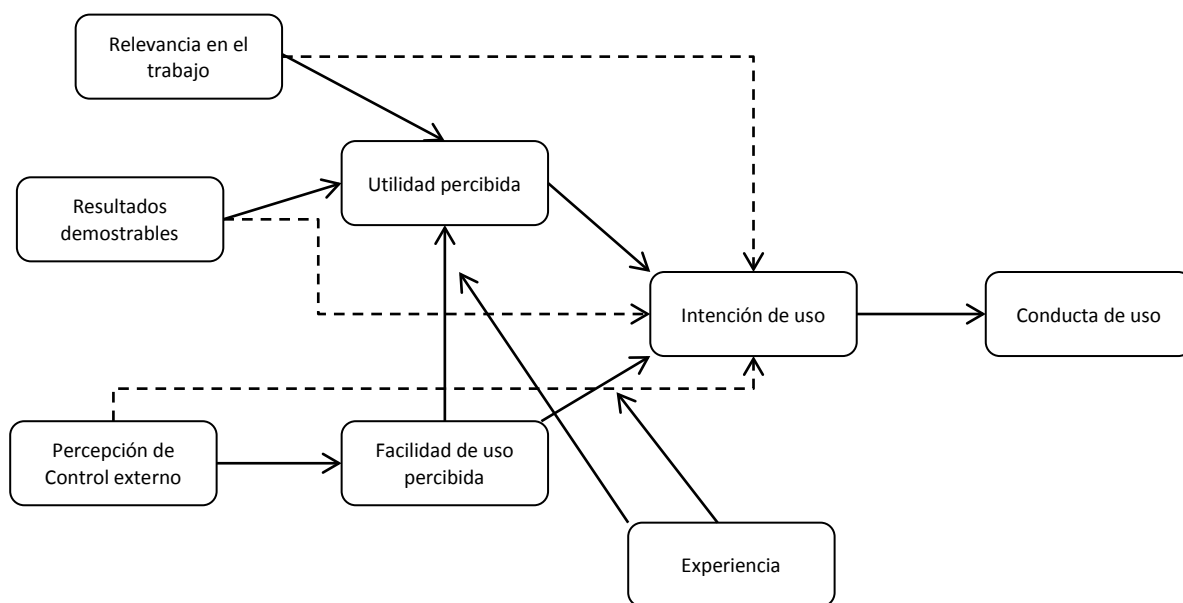 Relevancia en el
trabajo
Utilidad percibida
Resultados
demostrables
Intención de uso
Conducta de uso
Percepción de
Control externo
Facilidad de uso
percibida
Experiencia